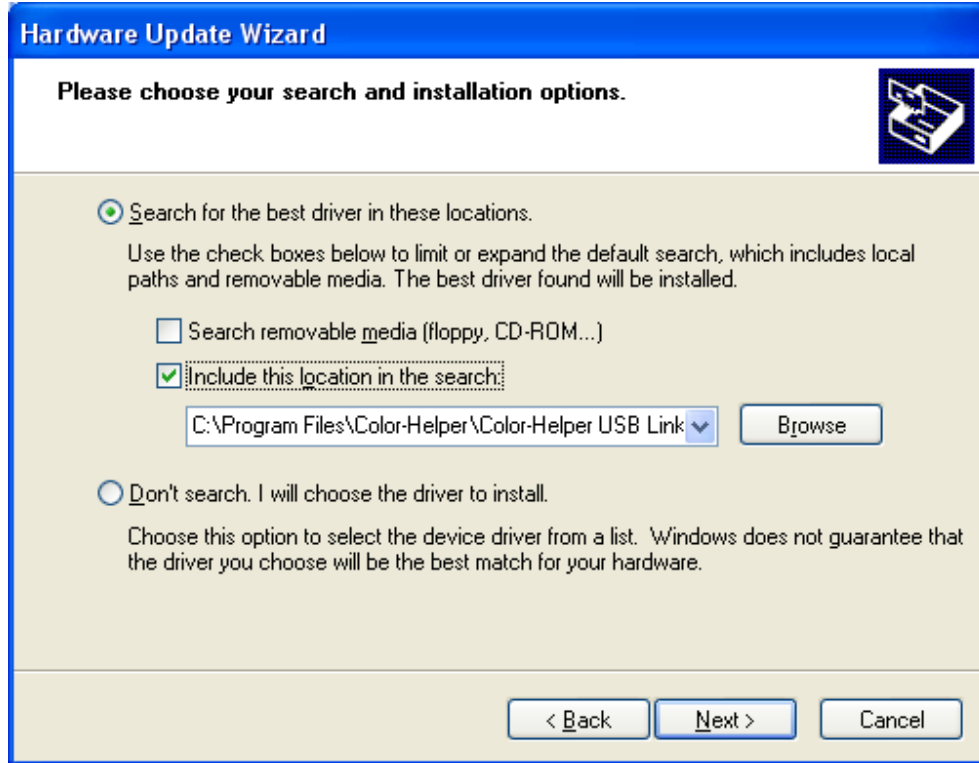 Hardware Update Wizard
Please choose your search and installation options.
Search for the best driver in these locations.
Use the check boxes below to limit or expand the default search, which includes local
paths and removable media. The best driver found will be installed.
Search removable media (floppy, CD-ROM...)
Include this location in the search:
C:\Program Files\Color-Helper\Color-Helper USB Link
Browse
Don't search. I will choose the driver to install.
Choose this option to select the device driver from a list.  Windows does not guarantee that
the driver you choose will be the best match for your hardware.
< Back
Next >
Cancel